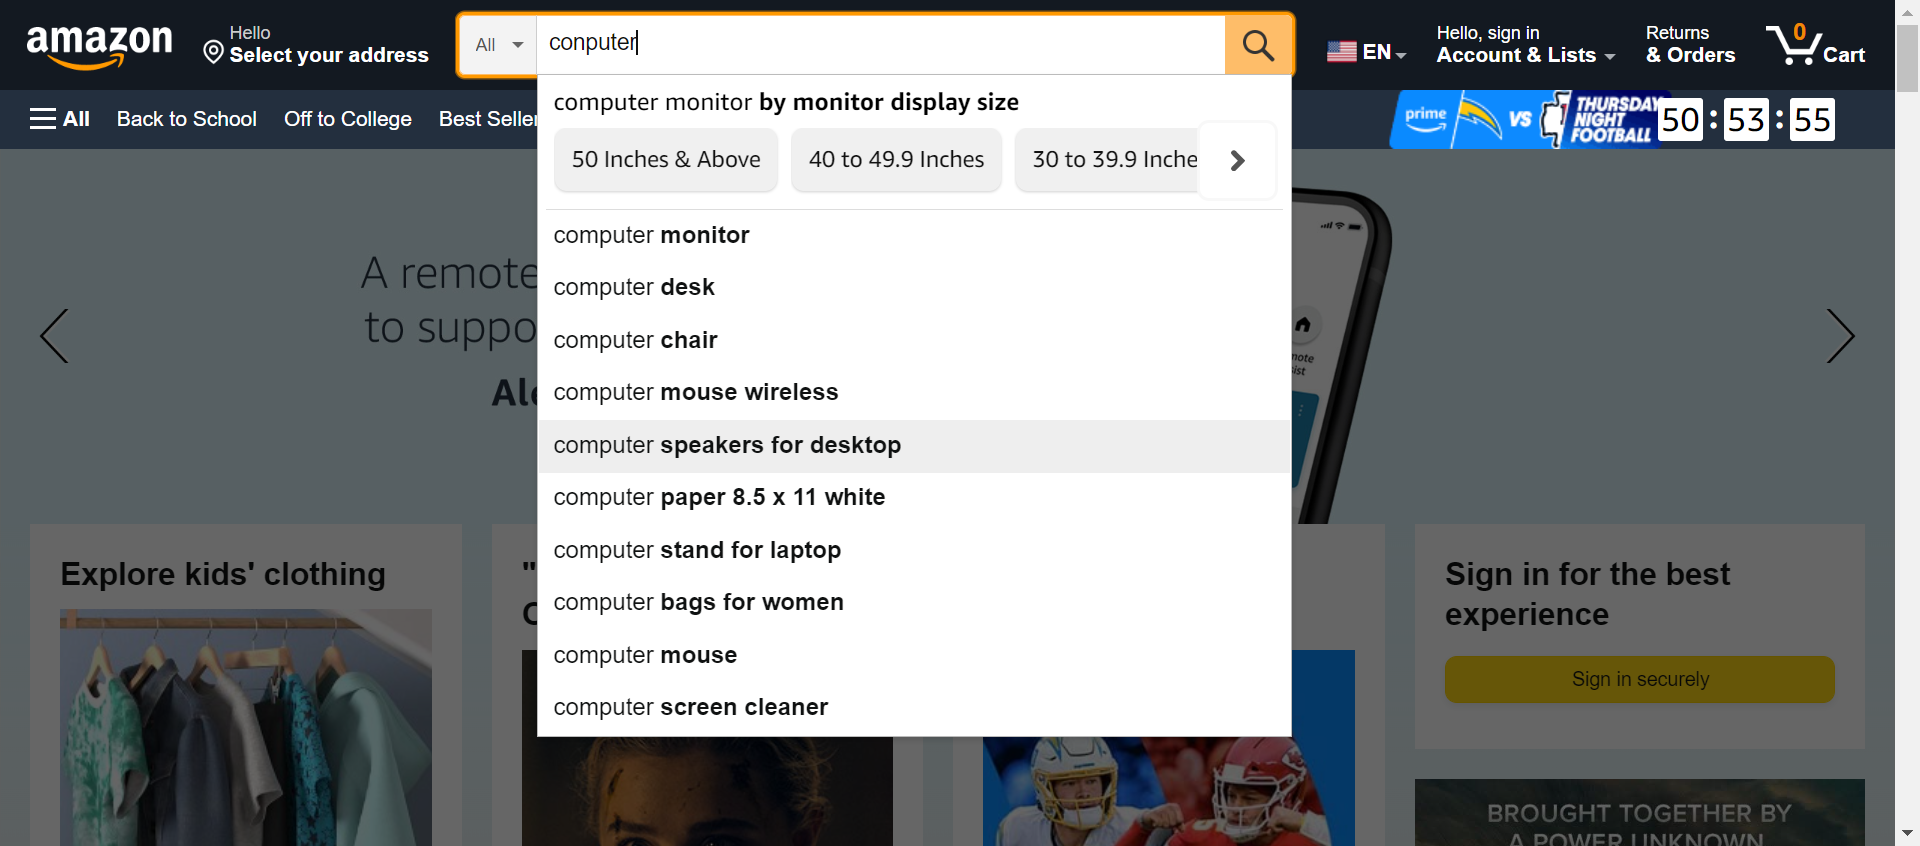 amazon
Hello
Select your address
All
conputer
EN
Hello, sign in
Account & Lists
Returns
& Orders
0
Cart
All
Back to School
Off to College
Best Seller
prime
VS
THURSDAY
NIGHT
FOOTBALL
50 : 53 : 55
computer monitor by monitor display size
50 Inches & Above
40 to 49.9 Inches
30 to 39.9 Inche
computer monitor
computer desk
computer chair
computer mouse wireless
computer speakers for desktop
computer paper 8.5 x 11 white
computer stand for laptop
computer bags for women
computer mouse
computer screen cleaner
A remote
to suppo
Ale
note
sist
Explore kids' clothing
"
C
Sign in for the best
experience
Sign in securely
BROUGHT TOGETHER BY
A POWER UNKNOWN